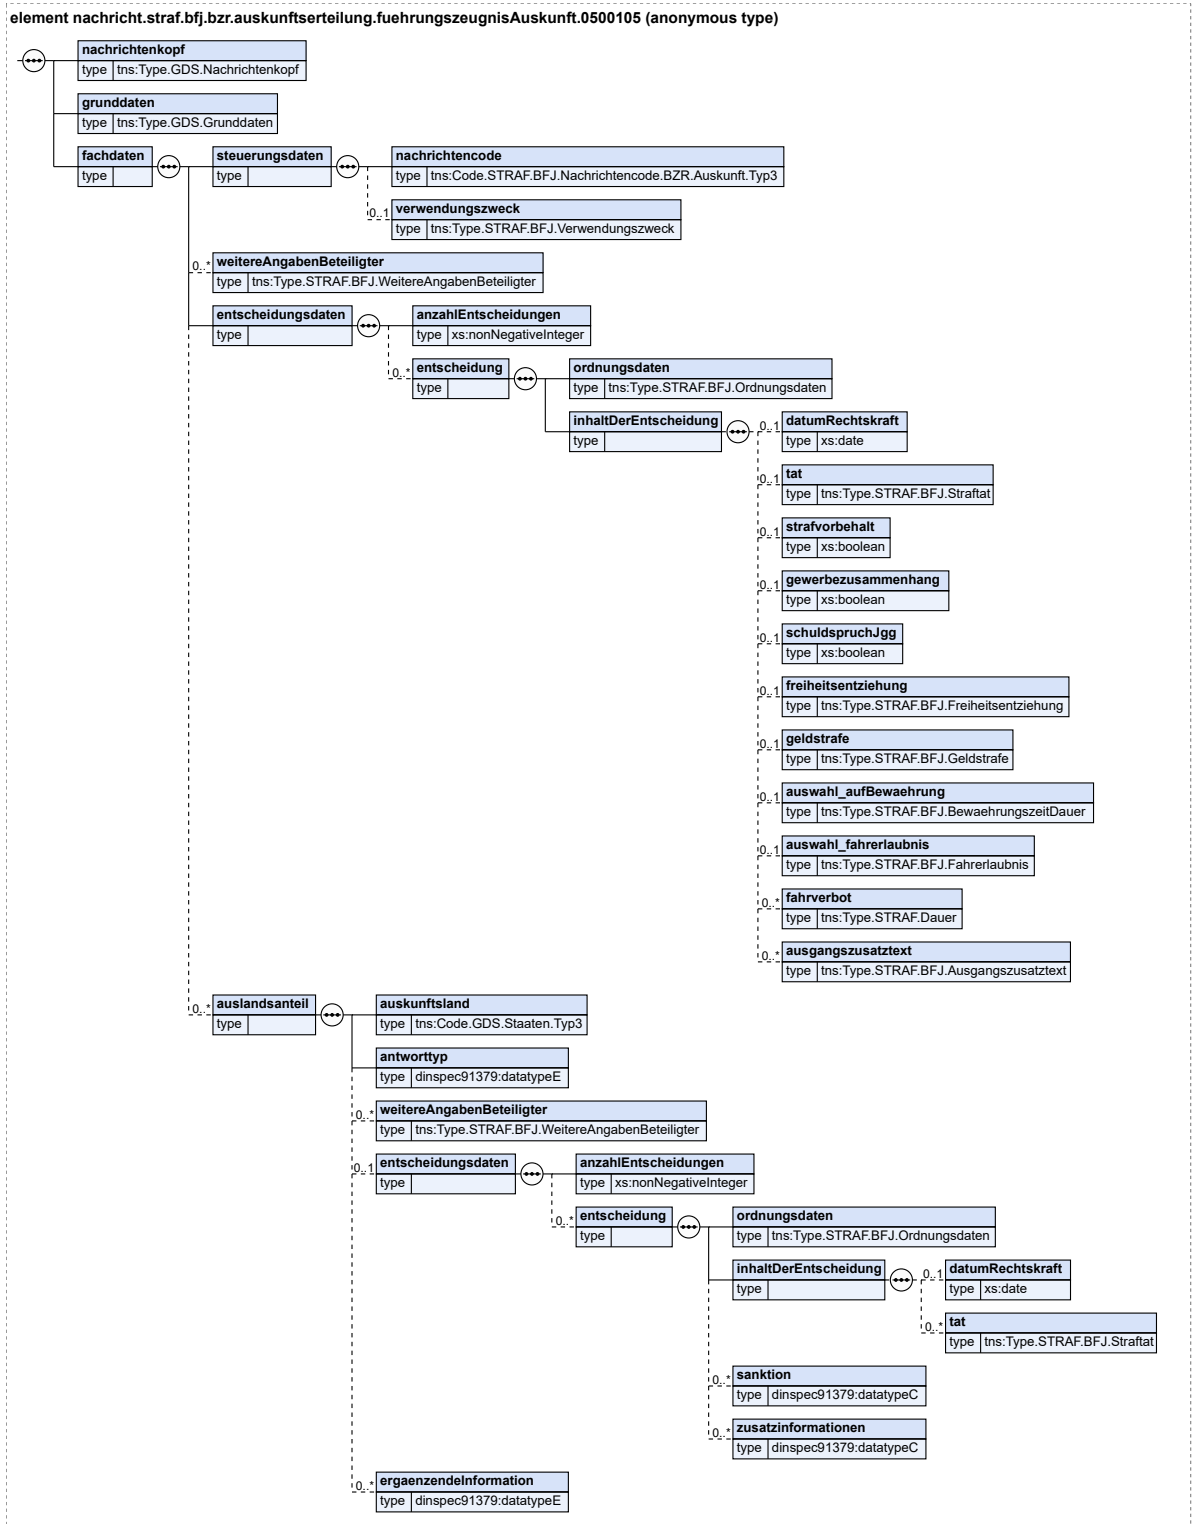 element nachricht.straf.bfj.bzr.auskunftserteilung.fuehrungszeugnisAuskunft.0500105 (anonymous type)
nachrichtenkopf
type tns:Type.GDS.Nachrichtenkopf
grunddaten
type tns:Type.GDS.Grunddaten
fachdaten
type
steuerungsdaten
type
nachrichtencode
type tns:Code.STRAF.BFJ.Nachrichtencode.BZR.Auskunft.Typ3
0..1
verwendungszweck
type tns:Type.STRAF.BFJ.Verwendungszweck
0..*
weitereAngabenBeteiligter
type tns:Type.STRAF.BFJ.WeitereAngabenBeteiligter
entscheidungsdaten
type
anzahlEntscheidungen
type xs:nonNegativeInteger
0..*
entscheidung
type
ordnungsdaten
type tns:Type.STRAF.BFJ.Ordnungsdaten
inhaltDerEntscheidung
type
0..1
datumRechtskraft
type xs:date
0..1
tat
type tns:Type.STRAF.BFJ.Straftat
0..1
strafvorbehalt
type xs:boolean
0..1
gewerbezusammenhang
type xs:boolean
0..1
schuldspruchJgg
type xs:boolean
0..1
freiheitsentziehung
type tns:Type.STRAF.BFJ.Freiheitsentziehung
0..1
geldstrafe
type tns:Type.STRAF.BFJ.Geldstrafe
0..1
auswahl_aufBewaehrung
type tns:Type.STRAF.BFJ.BewaehrungszeitDauer
0..1
auswahl_fahrerlaubnis
type tns:Type.STRAF.BFJ.Fahrerlaubnis
0..*
fahrverbot
type tns:Type.STRAF.Dauer
0..*
ausgangszusatztext
type tns:Type.STRAF.BFJ.Ausgangszusatztext
0..*
auslandsanteil
type
auskunftsland
type tns:Code.GDS.Staaten.Typ3
antworttyp
type dinspec91379:datatypeE
0..*
weitereAngabenBeteiligter
type tns:Type.STRAF.BFJ.WeitereAngabenBeteiligter
0..1
entscheidungsdaten
type
anzahlEntscheidungen
type xs:nonNegativeInteger
0..*
entscheidung
type
ordnungsdaten
type tns:Type.STRAF.BFJ.Ordnungsdaten
inhaltDerEntscheidung
type
0..1
datumRechtskraft
type xs:date
0..*
tat
type tns:Type.STRAF.BFJ.Straftat
0..*
sanktion
type dinspec91379:datatypeC
0..*
zusatzinformationen
type dinspec91379:datatypeC
0..*
ergaenzendeInformation
type dinspec91379:datatypeE